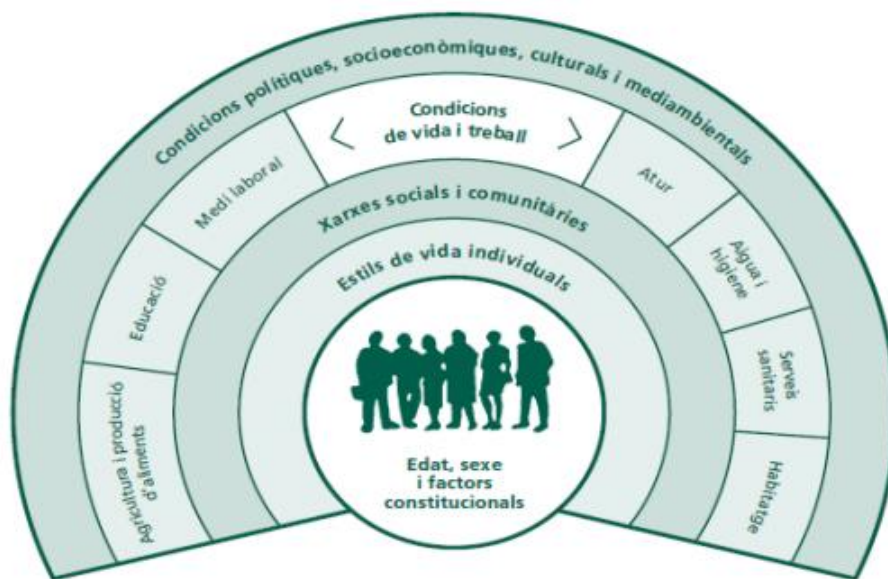 Condicions polítiques, socioeconòmiques, culturals i mediambientals
Condicions
de vida i treball
Agricultura i producció
d'aliments
Educació
Medi laboral
Atur
Aigua i
higiene
Serveis
sanitaris
Habitatge
Xarxes socials i comunitàries
Estils de vida individuals
Edat, sexe
i factors
constitucionals